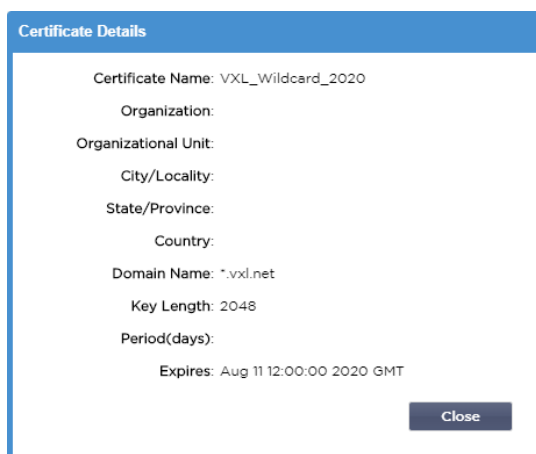 Certificate Details
Certificate Name: VXL_Wildcard_2020
Organization:
Organizational Unit:
City/Locality:
State/Province:
Country:
Domain Name: *.vxl.net
Key Length: 2048
Period(days):
Expires: Aug 11 12:00:00 2020 GMT
Close